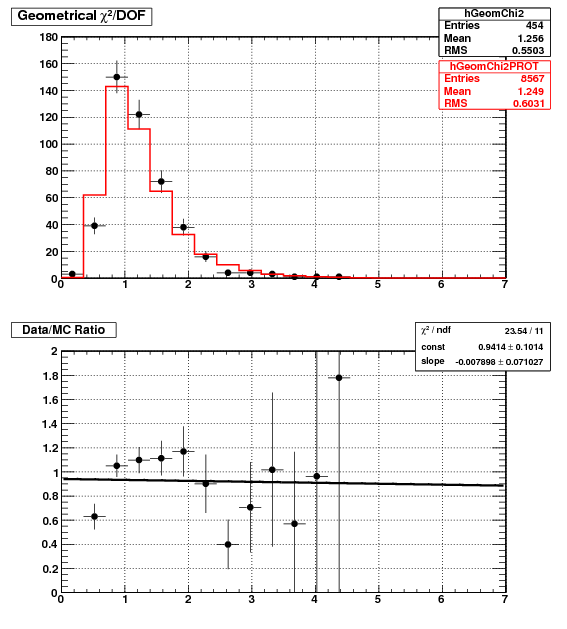 Geometrical χ²/DOF
hGeomChi2
Entries 454
Mean 1.256
RMS 0.5503
hGeomChi2PROT
Entries 8567
Mean 1.249
RMS 0.6031
180
160
140
120
100
80
60
40
20
0
0 1 2 3 4 5 6 7
Data/MC Ratio
χ² / ndf 23.54 / 11
const 0.9414 ± 0.1014
slope -0.007898 ± 0.071027
2
1.8
1.6
1.4
1.2
1
0.8
0.6
0.4
0.2
0
0 1 2 3 4 5 6 7